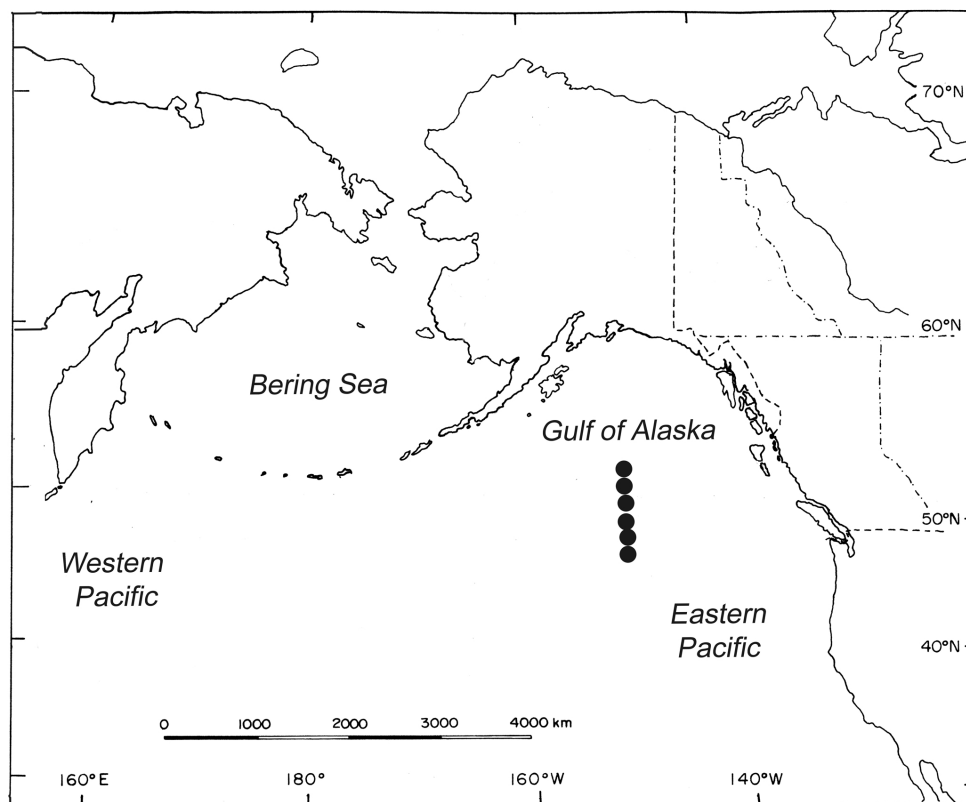 70°N
60°N
Bering Sea
Gulf of Alaska
50°N
Western
Pacific
Eastern
Pacific
40°N
0 1000 2000 3000 4000 km
160°E 180° 160°W 140°W